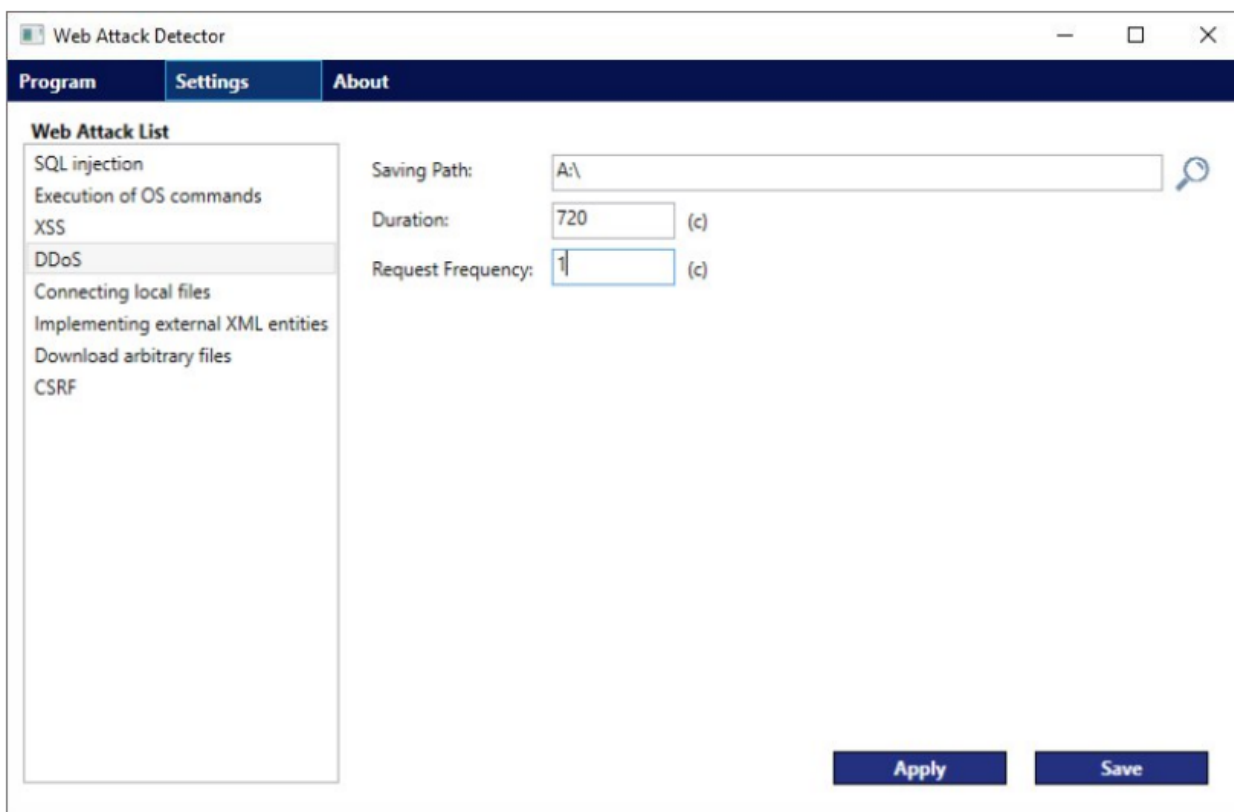 Web Attack Detector
Program Settings About
Web Attack List
SQL injection
Execution of OS commands
XSS
DDoS
Connecting local files
Implementing external XML entities
Download arbitrary files
CSRF
Saving Path: A:\
Duration: 720 (c)
Request Frequency: 1 (c)
Apply Save